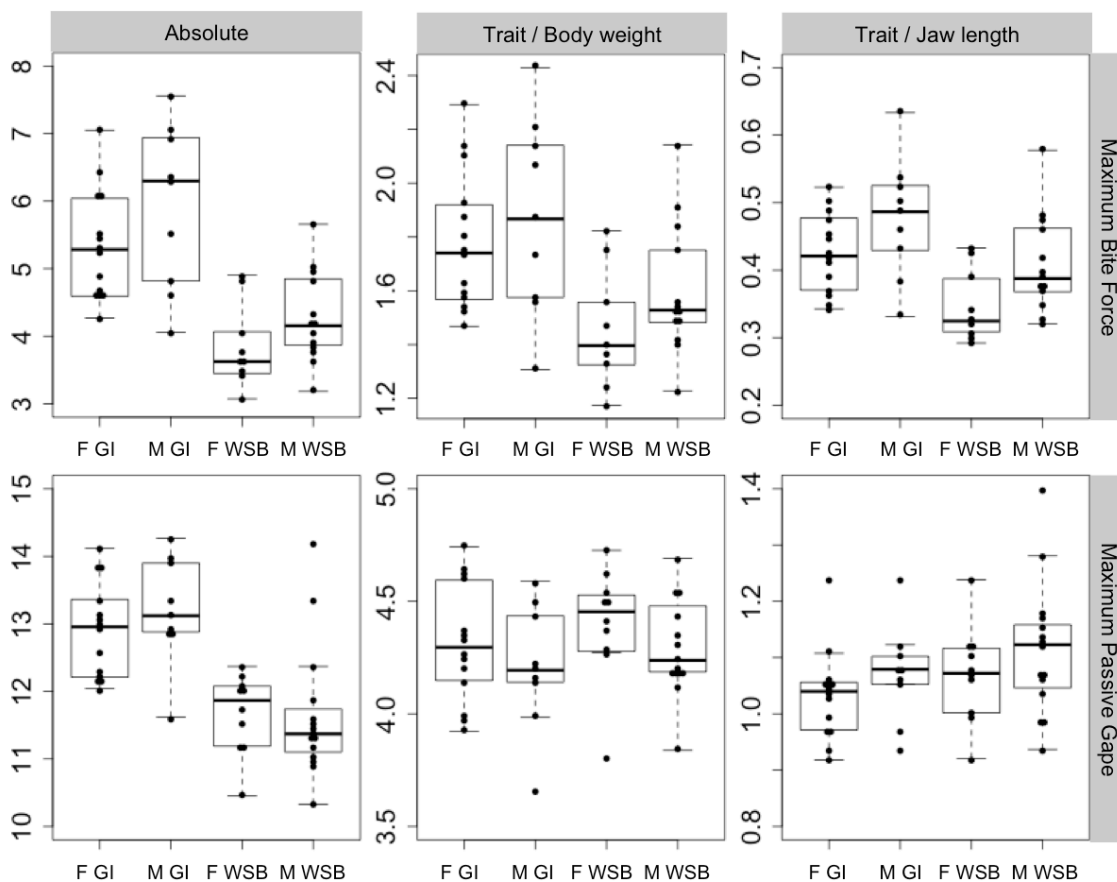 Absolute
Trait / Body weight
Trait / Jaw length
8
7
6
5
4
3
2.4
2.0
1.6
1.2
0.7
0.6
0.5
0.4
0.3
0.2
Maximum Bite Force
F GI M GI F WSB M WSB
F GI M GI F WSB M WSB
F GI M GI F WSB M WSB
15
14
13
12
11
10
5.0
4.5
4.0
3.5
1.4
1.2
1.0
0.8
Maximum Passive Gape
F GI M GI F WSB M WSB
F GI M GI F WSB M WSB
F GI M GI F WSB M WSB